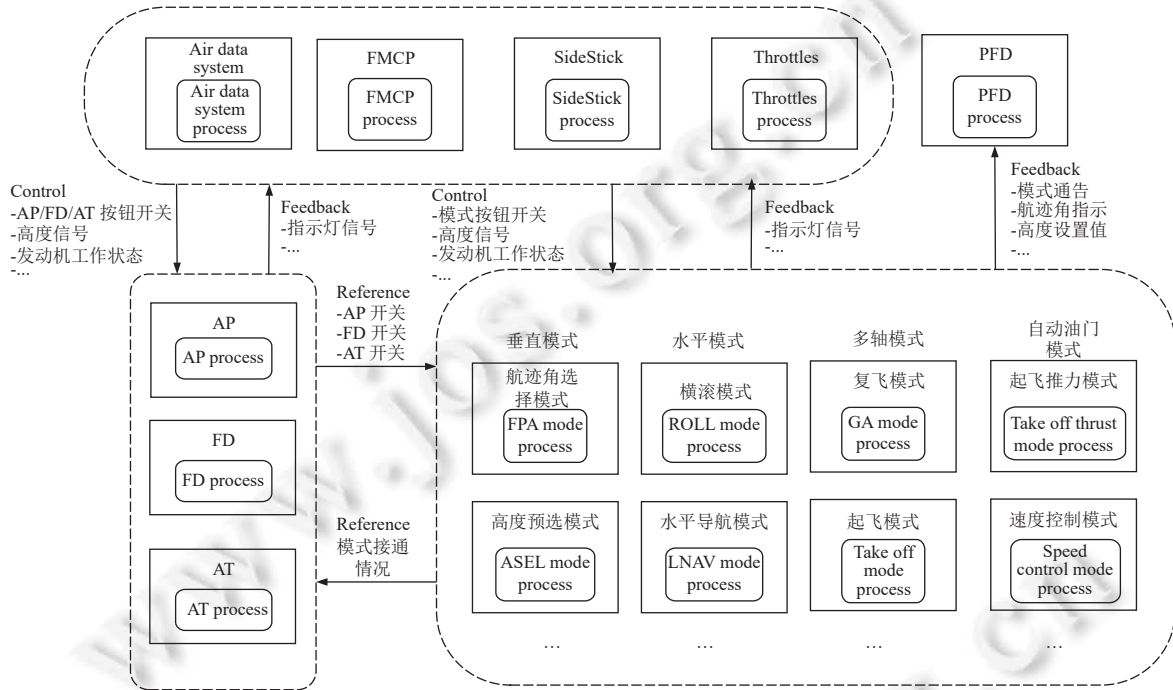 Air data
system
Air data
system
process
FMCP
FMCP
process
SideStick
SideStick
process
Throttles
Throttles
process
PFD
PFD
process
Control
-AP/FD/AT 按钮开关
-高度信号
-发动机工作状态
-...
Feedback
-指示灯信号
-...
Control
-模式按钮开关
-高度信号
-发动机工作状态
-...
Feedback
-指示灯信号
-...
Feedback
-模式通告
-航迹角指示
-高度设置值
-...
AP
AP process
FD
FD process
AT
AT process
Reference
-AP 开关
-FD 开关
-AT 开关
Reference
模式接通
情况
垂直模式
水平模式
多轴模式
自动油门
模式
航迹角选
择模式
FPA mode
process
横滚模式
ROLL mode
process
复飞模式
GA mode
process
起飞推力模式
Take off thrust
mode process
高度预选模式
ASEL mode
process
水平导航模式
LNAV mode
process
起飞模式
Take off
mode
process
速度控制模式
Speed
control mode
process
...
...
...
...
www.jos.org.cn
cn